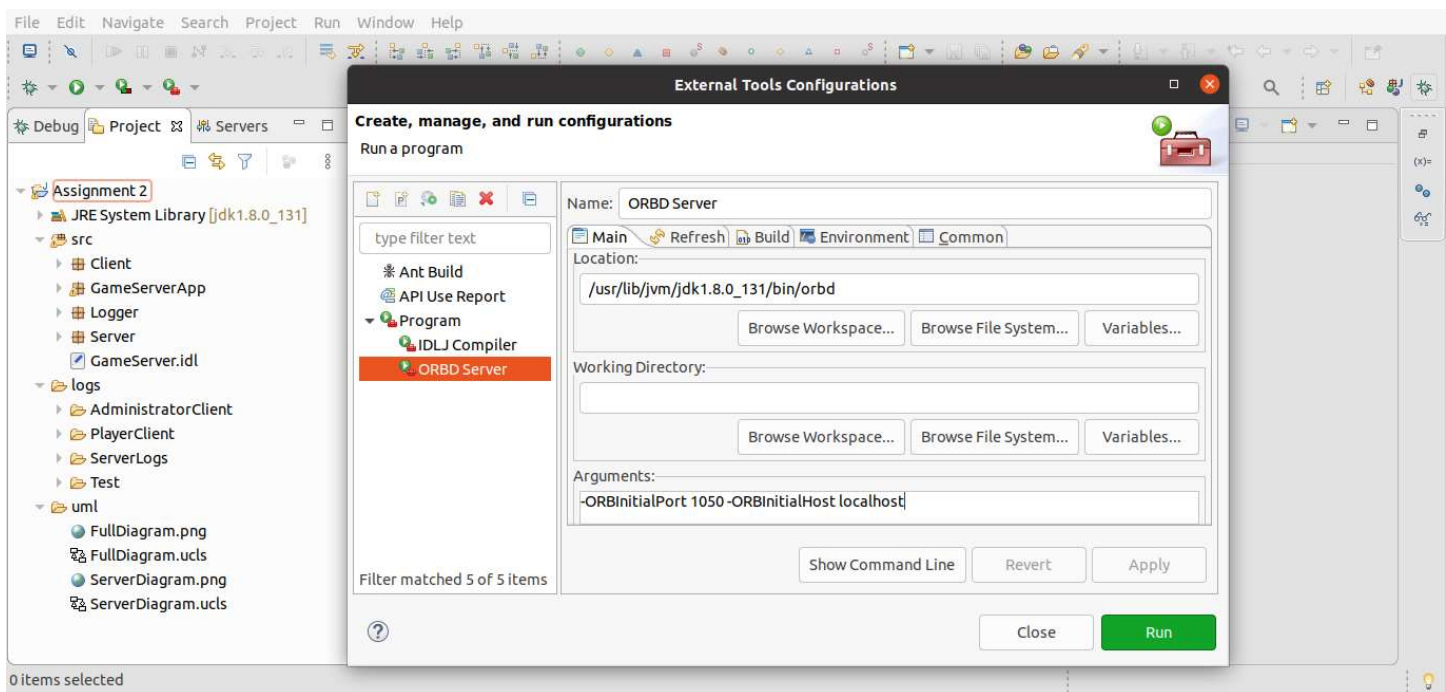 File Edit Navigate Search Project Run Window Help
External Tools Configurations
Debug Project Servers
Create, manage, and run configurations
Run a program
Assignment 2
JRE System Library [jdk1.8.0_131]
src
Client
GameServerApp
Logger
Server
GameServer.idl
logs
AdministratorClient
PlayerClient
ServerLogs
Test
uml
FullDiagram.png
FullDiagram.ucls
ServerDiagram.png
ServerDiagram.ucls
type filter text
Ant Build
API Use Report
Program
IDLJ Compiler
ORBD Server
Filter matched 5 of 5 items
Name: ORBD Server
Main Refresh Build Environment Common
Location:
/usr/lib/jvm/jdk1.8.0_131/bin/orbd
Browse Workspace... Browse File System... Variables...
Working Directory:
Browse Workspace... Browse File System... Variables...
Arguments:
-ORBInitialPort 1050 -ORBInitialHost localhost
Show Command Line Revert Apply
? Close Run
(x)=
0 items selected